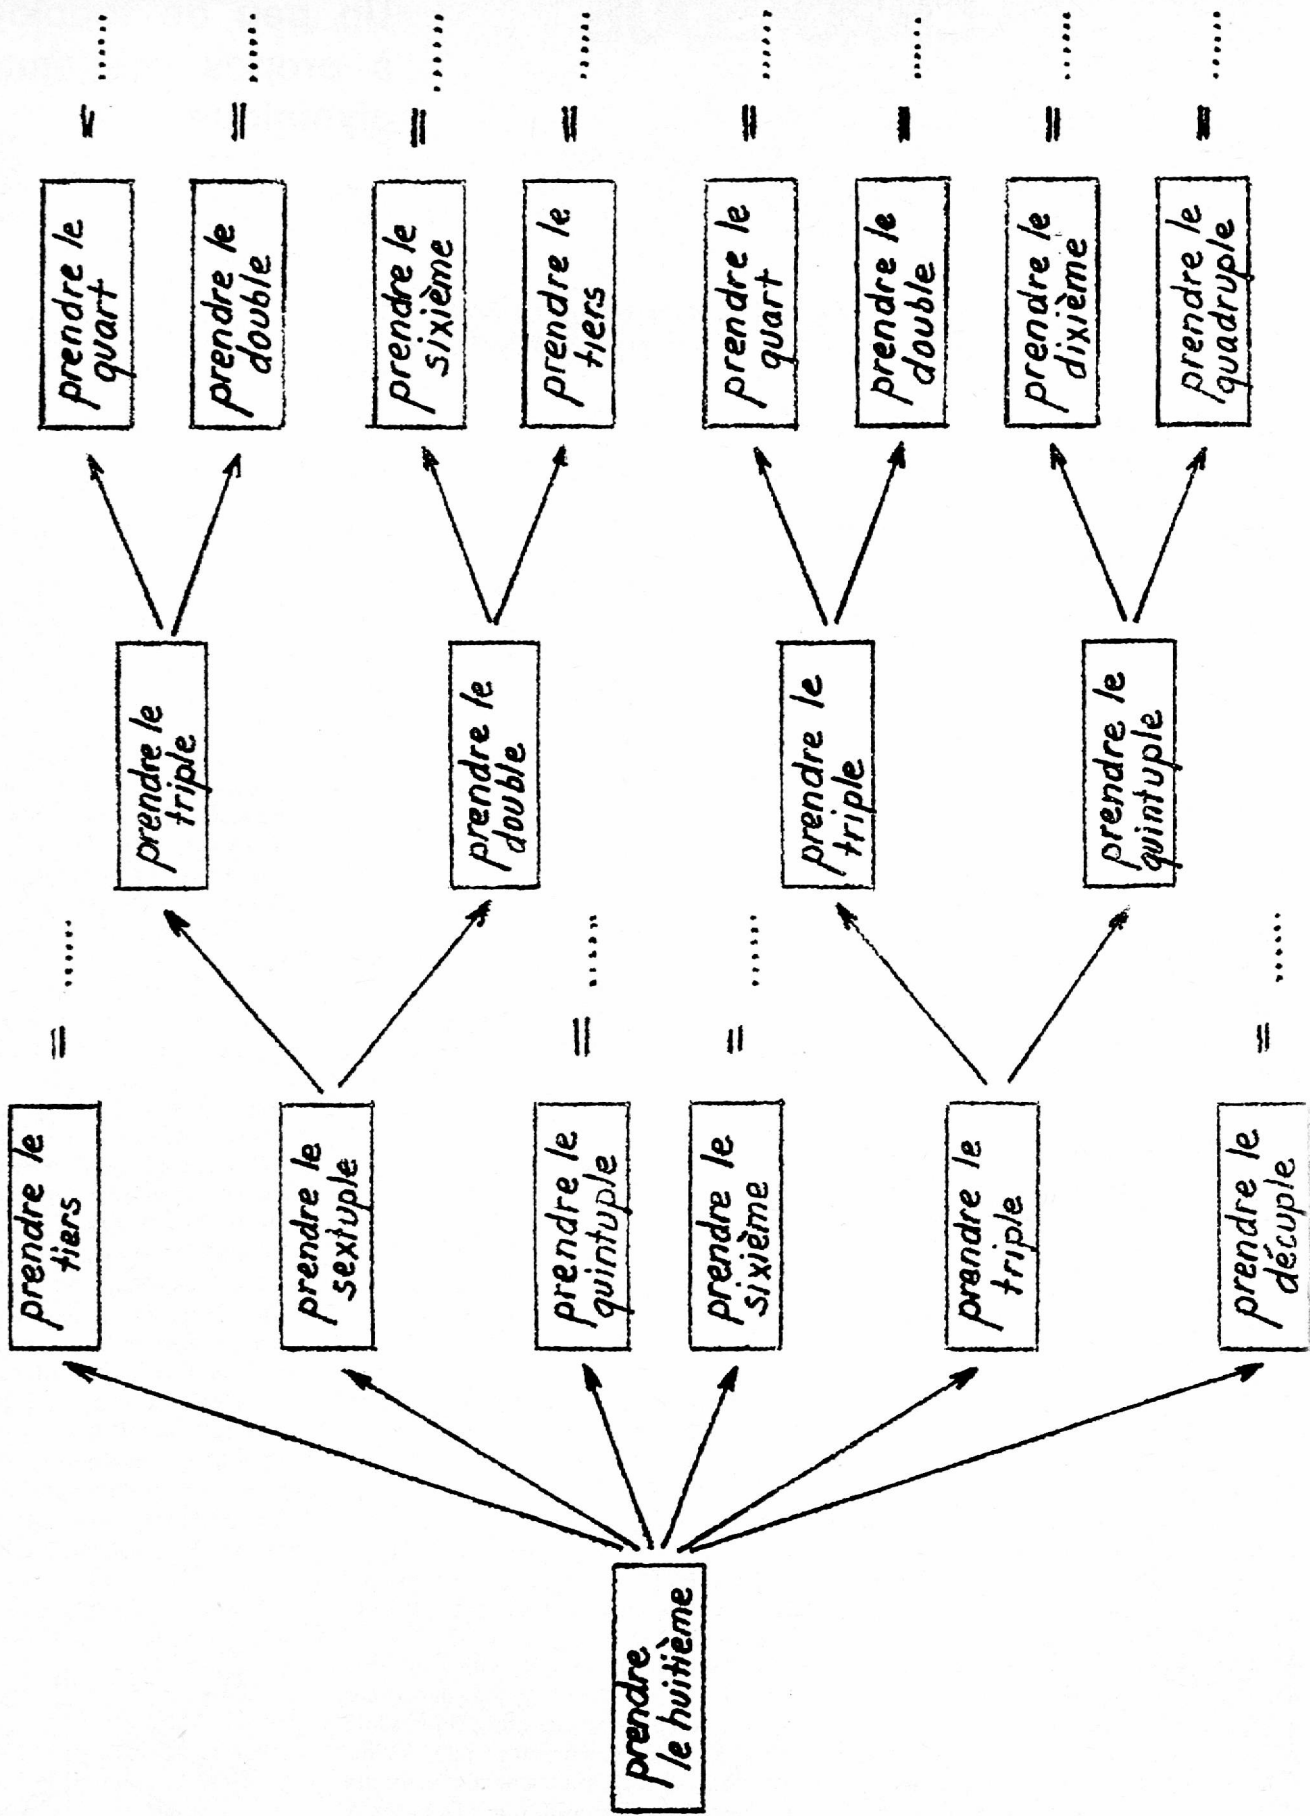 prendre
le huitième
prendre le
tiers
= ......
prendre le
sextuple
prendre le
quintuple
= ......
prendre le
sixième
= ......
prendre le
triple
prendre le
décuple
= ......
prendre le
triple
prendre le
double
prendre le
triple
prendre le
quintuple
prendre le
quart
= ......
prendre le
double
= ......
prendre le
sixième
= ......
prendre le
tiers
= ......
prendre le
quart
= ......
prendre le
double
= ......
prendre le
dixième
= ......
prendre le
quadruple
= ......